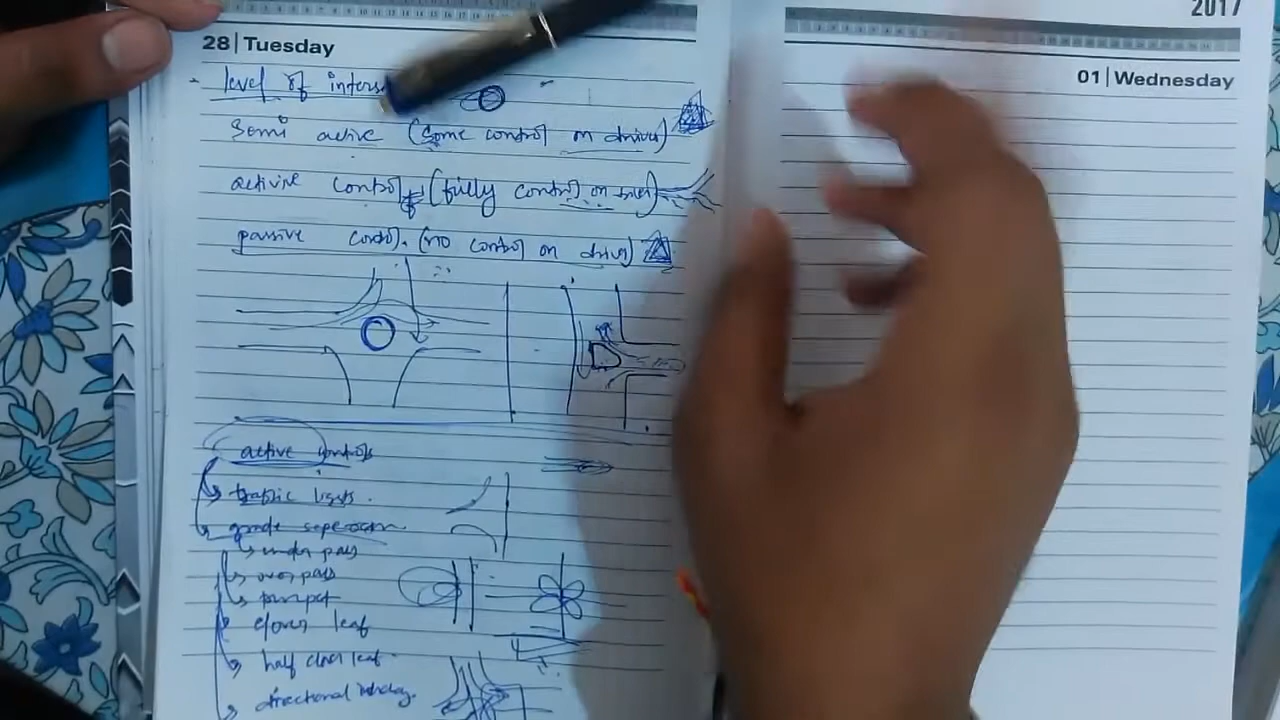 2017
28 | Tuesday
01 | Wednesday
level of inters
Semi active (some control on driver)
active control (fully control on driver)
passive control. (no control on driver)
active controls
traffic lights.
grade
under pass
over pass
trumpet
clover leaf
half clover leaf
directional